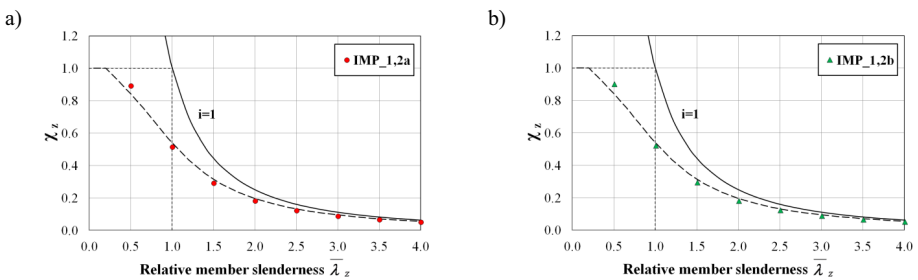 a)
1.2
1.0
0.8
0.6
0.4
0.2
0.0
χ z
IMP_1,2a
i=1
0.0 0.5 1.0 1.5 2.0 2.5 3.0 3.5 4.0
Relative member slenderness λ̅ z
b)
1.2
1.0
0.8
0.6
0.4
0.2
0.0
χ z
IMP_1,2b
i=1
0.0 0.5 1.0 1.5 2.0 2.5 3.0 3.5 4.0
Relative member slenderness λ̅ z